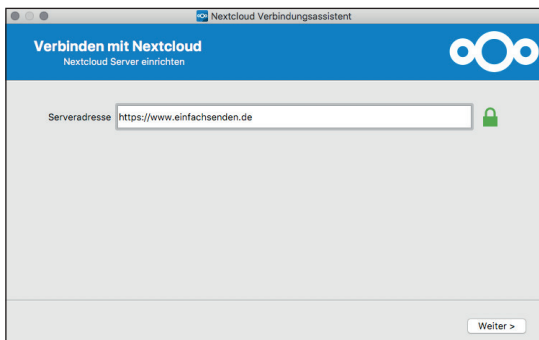 Nextcloud Verbindungsassistent
Verbinden mit Nextcloud
Nextcloud Server einrichten
Serveradresse https://www.einfachsenden.de
Weiter >